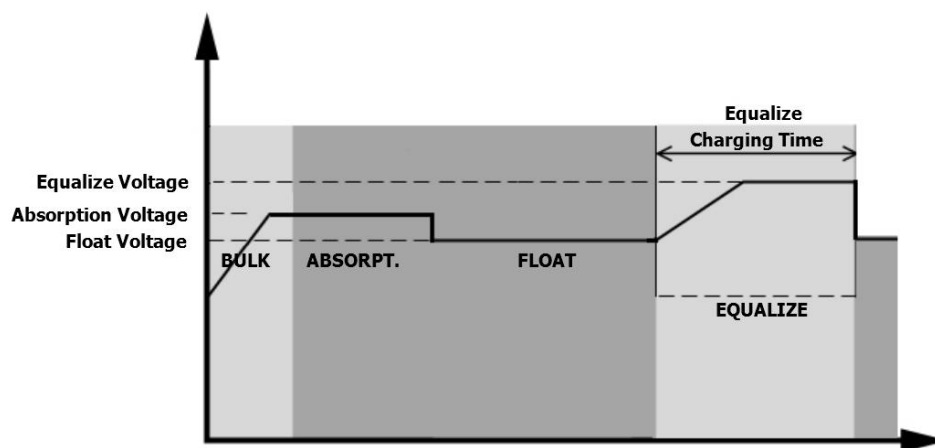 Equalize
Charging Time
Equalize Voltage
Absorption Voltage
Float Voltage
BULK
ABSORPT.
FLOAT
EQUALIZE